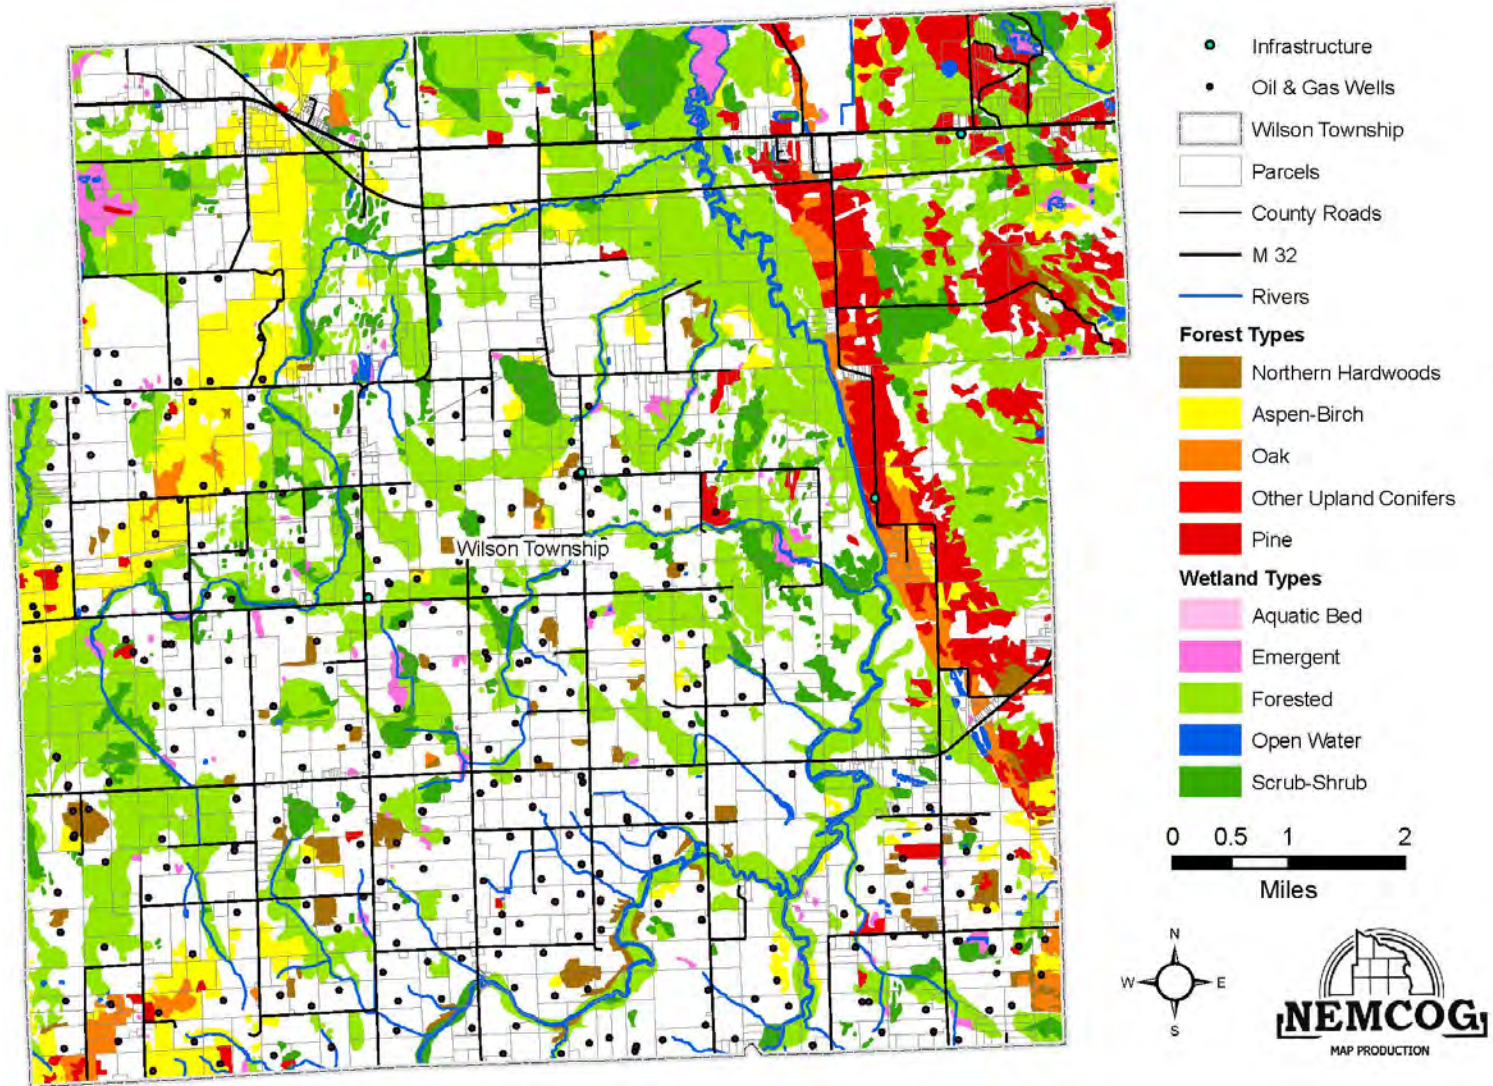 Infrastructure
Oil & Gas Wells
Wilson Township
Parcels
County Roads
M 32
Rivers
Forest Types
Northern Hardwoods
Aspen-Birch
Oak
Other Upland Conifers
Pine
Wetland Types
Aquatic Bed
Emergent
Forested
Open Water
Scrub-Shrub
0 0.5 1 2
Miles
Wilson Township
N
W E
S
NEMCOG
MAP PRODUCTION